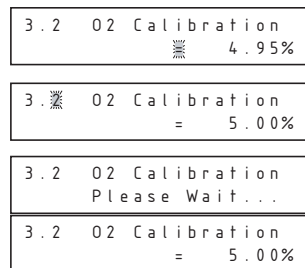 3.2 O2 Calibration
= 4.95%
3.2 O2 Calibration
= 5.00%
3.2 O2 Calibration
Please Wait...
3.2 O2 Calibration
= 5.00%